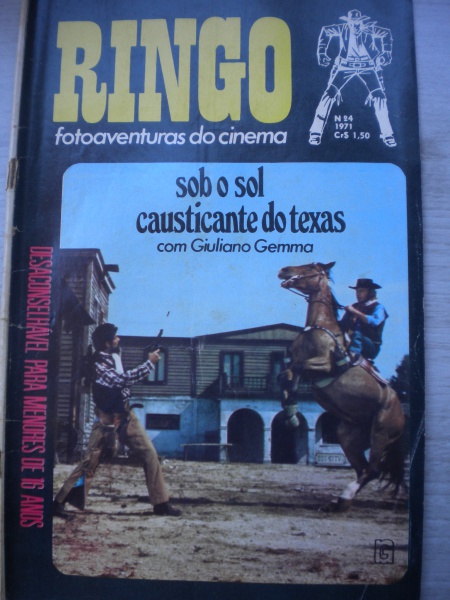 RINGO
fotoaventuras do cinema
N 24
1971
Cr$ 1,50
sob o sol
causticante do texas
com Giuliano Gemma
DESACONSELHÁVEL PARA MENORES DE 16 ANOS